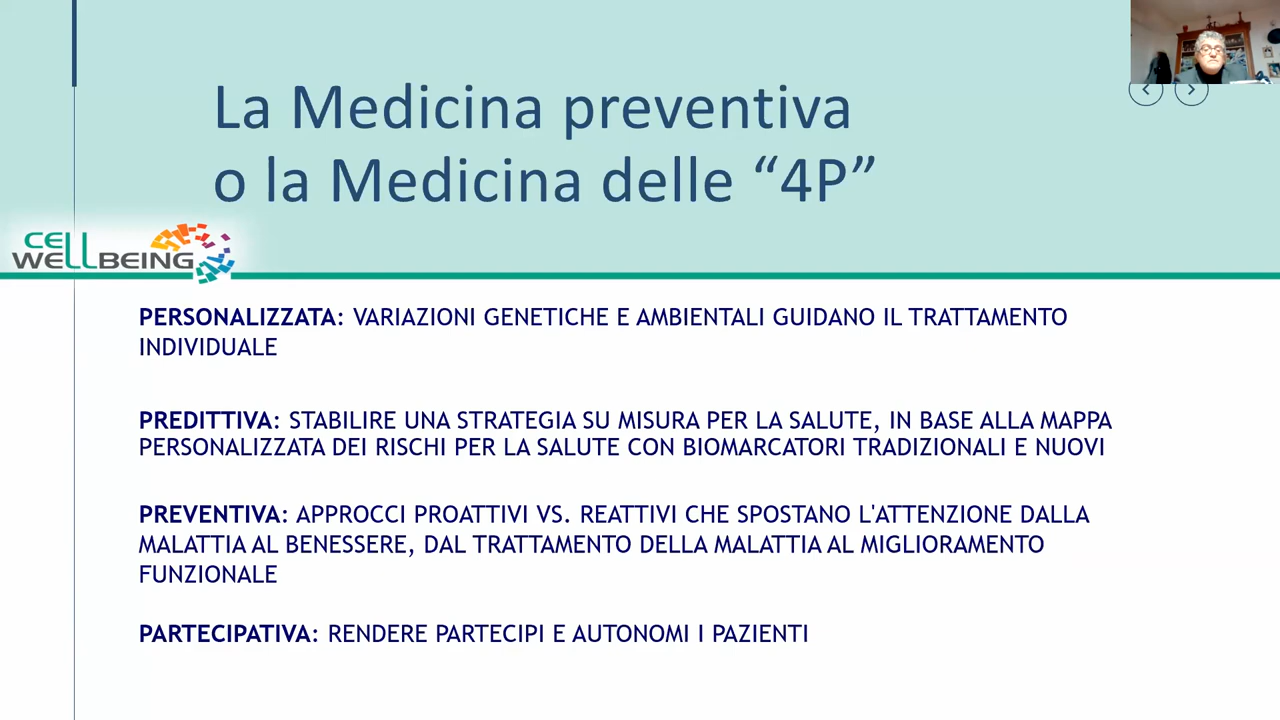 La Medicina preventiva
o la Medicina delle “4P”
CELL
WELLBEING
PERSONALIZZATA: VARIAZIONI GENETICHE E AMBIENTALI GUIDANO IL TRATTAMENTO
INDIVIDUALE
PREDITTIVA: STABILIRE UNA STRATEGIA SU MISURA PER LA SALUTE, IN BASE ALLA MAPPA
PERSONALIZZATA DEI RISCHI PER LA SALUTE CON BIOMARCATORI TRADIZIONALI E NUOVI
PREVENTIVA: APPROCCI PROATTIVI VS. REATTIVI CHE SPOSTANO L'ATTENZIONE DALLA
MALATTIA AL BENESSERE, DAL TRATTAMENTO DELLA MALATTIA AL MIGLIORAMENTO
FUNZIONALE
PARTECIPATIVA: RENDERE PARTECIPI E AUTONOMI I PAZIENTI